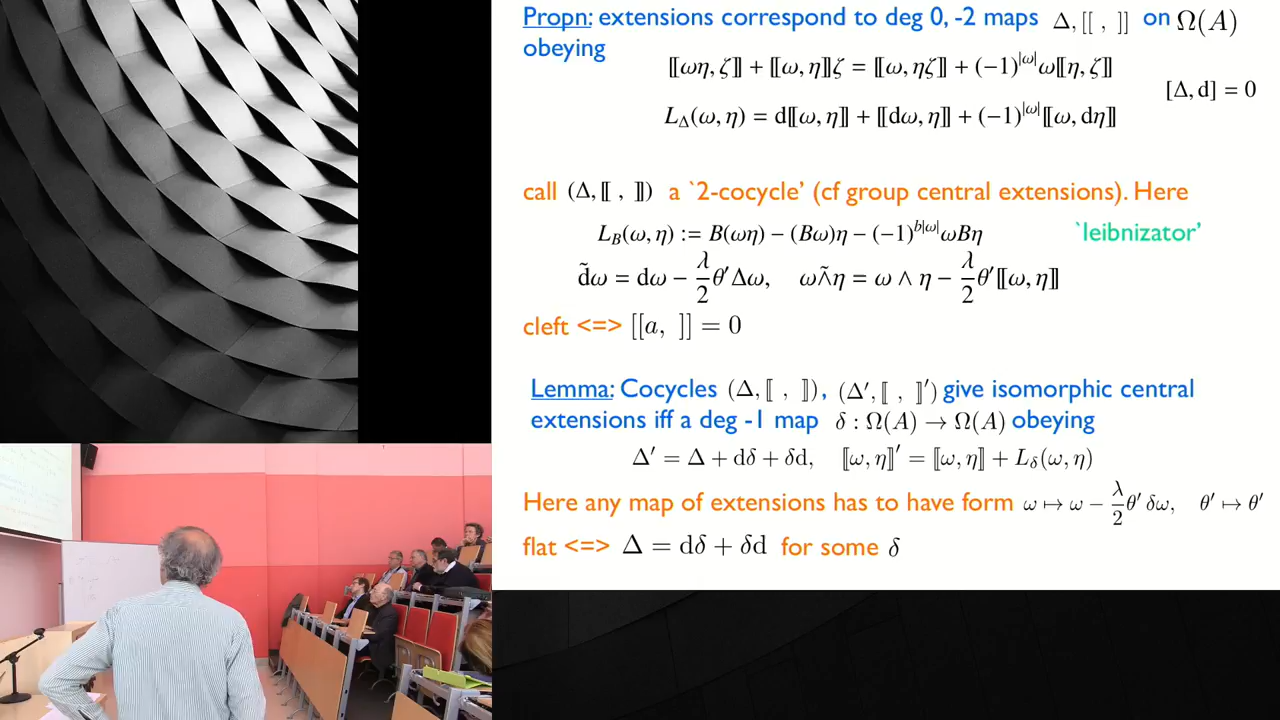 Propn: extensions correspond to deg 0, -2 maps Δ, [[ , ]] on Ω(A)
obeying
⟦ωη, ζ⟧ + ⟦ω, η⟧ζ = ⟦ω, ηζ⟧ + (−1)^{|ω|}ω⟦η, ζ⟧
[Δ, d] = 0
L_Δ(ω, η) = d⟦ω, η⟧ + ⟦dω, η⟧ + (−1)^{|ω|}⟦ω, dη⟧
call (Δ, ⟦ , ⟧) a `2-cocycle' (cf group central extensions). Here
L_B(ω, η) := B(ωη) − (Bω)η − (−1)^{b|ω|}ωBη `leibnizator'
d̃ω = dω − λ/2 θ′Δω, ω∧̃η = ω ∧ η − λ/2 θ′⟦ω, η⟧
cleft <=> [[a, ]] = 0
Lemma: Cocycles (Δ, ⟦ , ⟧), (Δ′, ⟦ , ⟧′) give isomorphic central
extensions iff a deg -1 map δ : Ω(A) → Ω(A) obeying
Δ′ = Δ + dδ + δd, ⟦ω, η⟧′ = ⟦ω, η⟧ + L_δ(ω, η)
Here any map of extensions has to have form ω ↦ ω − λ/2 θ′ δω, θ′ ↦ θ′
flat <=> Δ = dδ + δd for some δ